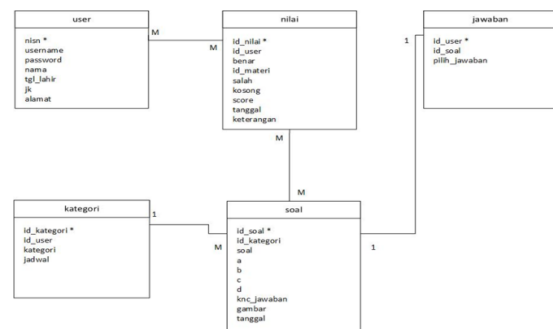 user
nisn *
username
password
nama
tgl_lahir
jk
alamat
M
M
nilai
id_nilai *
id_user
benar
id_materi
salah
kosong
score
tanggal
keterangan
jawaban
id_user *
id_soal
pilih_jawaban
1
M
M
kategori
id_kategori *
id_user
kategori
jadwal
1
M
soal
id_soal *
id_kategori
soal
a
b
c
d
knc_jawaban
gambar
tanggal
1